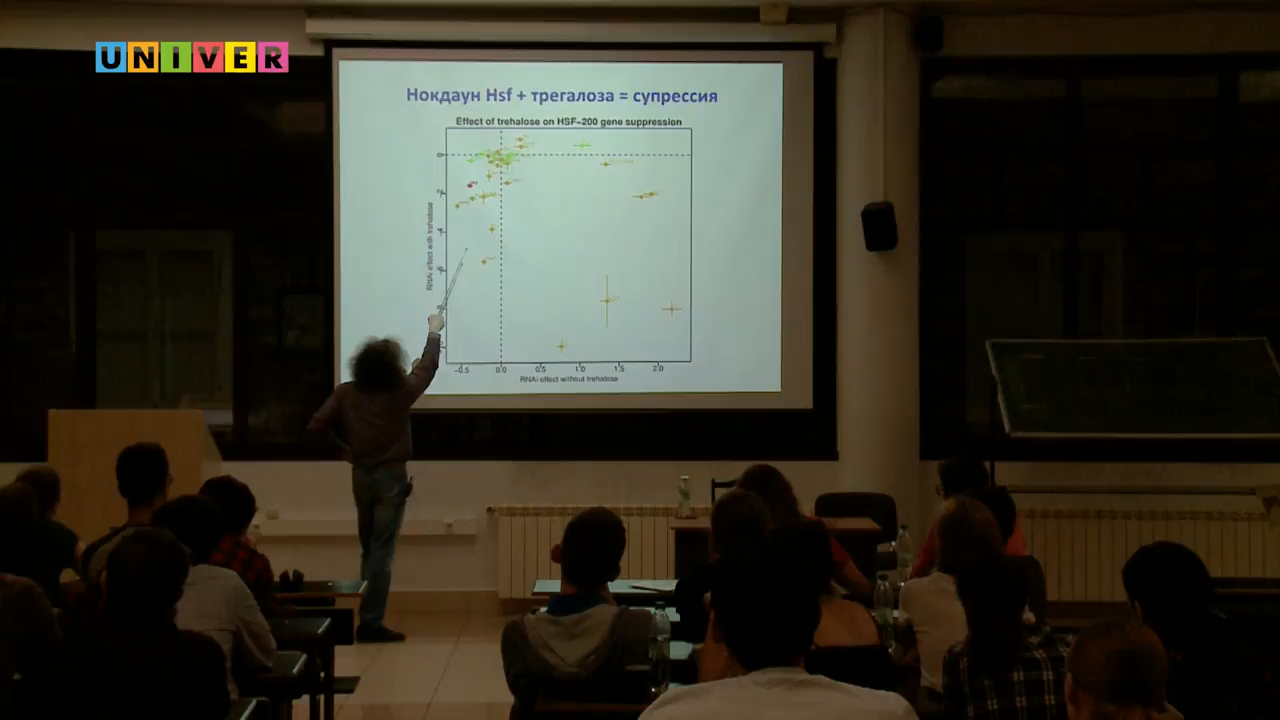 UNIVER
Нокдаун Hsf + трегалоза = супрессия
Effect of trehalose on HSF-200 gene suppression
RNAi effect with trehalose
0
-0.5 0.0 0.5 1.0 1.5 2.0
RNAi effect without trehalose